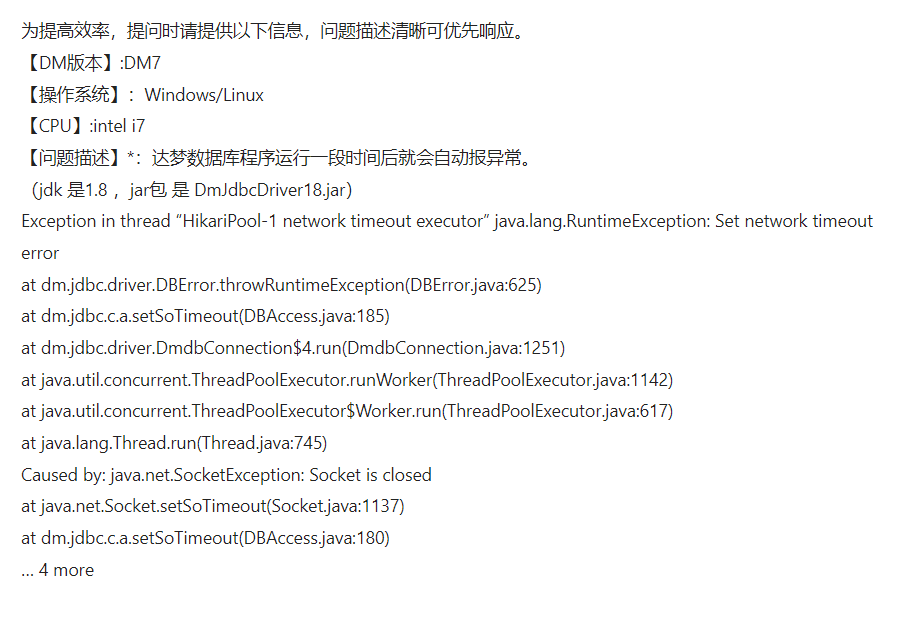 为提高效率，提问时请提供以下信息，问题描述清晰可优先响应。
【DM版本】:DM7
【操作系统】：Windows/Linux
【CPU】:intel i7
【问题描述】*：达梦数据库程序运行一段时间后就会自动报异常。
（jdk 是1.8 ，jar包 是 DmJdbcDriver18.jar）
Exception in thread “HikariPool-1 network timeout executor” java.lang.RuntimeException: Set network timeout
error
at dm.jdbc.driver.DBError.throwRuntimeException(DBError.java:625)
at dm.jdbc.c.a.setSoTimeout(DBAccess.java:185)
at dm.jdbc.driver.DmdbConnection$4.run(DmdbConnection.java:1251)
at java.util.concurrent.ThreadPoolExecutor.runWorker(ThreadPoolExecutor.java:1142)
at java.util.concurrent.ThreadPoolExecutor$Worker.run(ThreadPoolExecutor.java:617)
at java.lang.Thread.run(Thread.java:745)
Caused by: java.net.SocketException: Socket is closed
at java.net.Socket.setSoTimeout(Socket.java:1137)
at dm.jdbc.c.a.setSoTimeout(DBAccess.java:180)
… 4 more